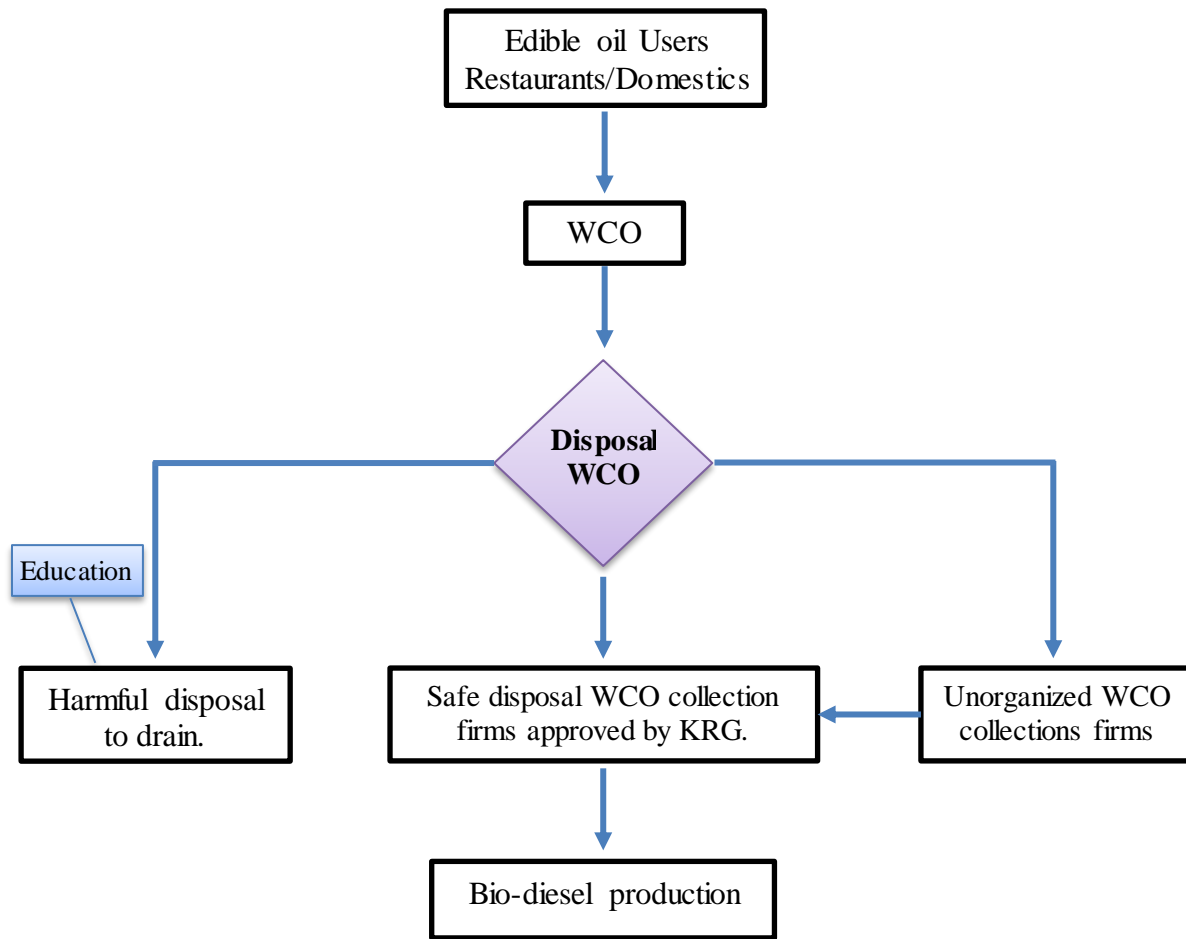 Edible oil Users
Restaurants/Domestics
WCO
Disposal
WCO
Education
Harmful disposal
to drain.
Safe disposal WCO collection
firms approved by KRG.
Unorganized WCO
collections firms
Bio-diesel production